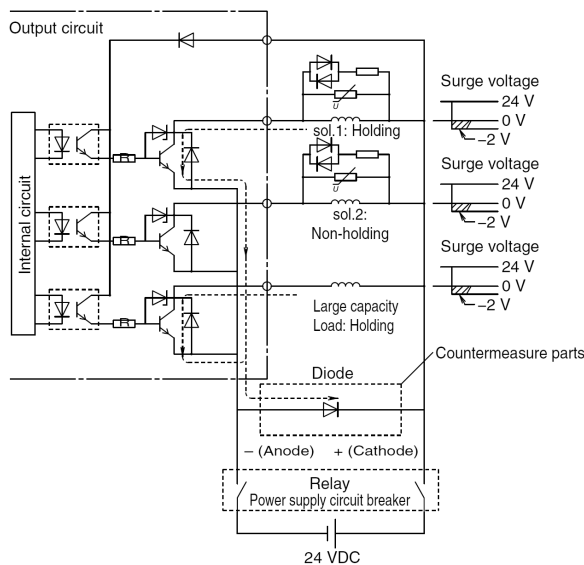 Output circuit
Internal circuit
R
R
R
U
sol.1: Holding
U
sol.2:
Non-holding
Large capacity
Load: Holding
Surge voltage
24 V
0 V
–2 V
Surge voltage
24 V
0 V
–2 V
Surge voltage
24 V
0 V
–2 V
Countermeasure parts
Diode
– (Anode) + (Cathode)
Relay
Power supply circuit breaker
24 VDC